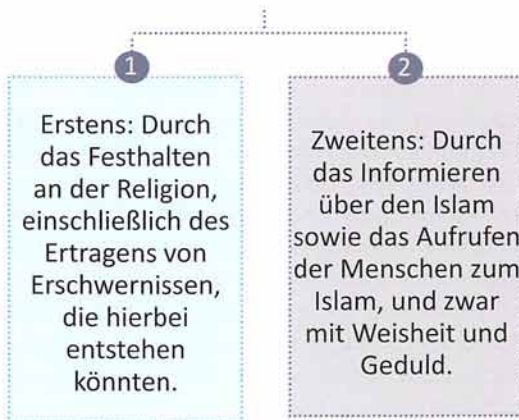 1
Erstens: Durch
das Festhalten
an der Religion,
einschließlich des
Ertragens von
Erschwernissen,
die hierbei
entstehen
könnten.
2
Zweitens: Durch
das Informieren
über den Islam
sowie das Aufrufen
der Menschen zum
Islam, und zwar
mit Weisheit und
Geduld.